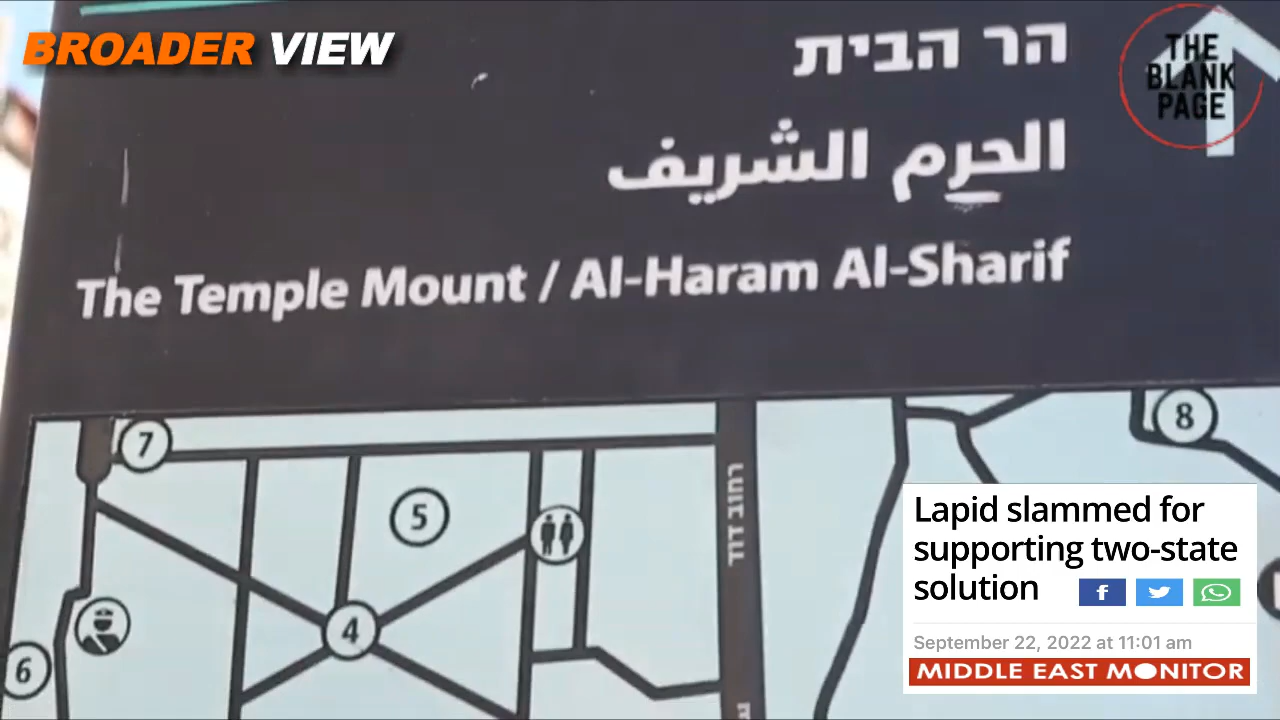 BROADER VIEW
THE
BLANK
PAGE
הר הבית
الحرم الشريف
The Temple Mount / Al-Haram Al-Sharif
7
8
5
רחוב דוד
4
6
Lapid slammed for
supporting two-state
solution
September 22, 2022 at 11:01 am
MIDDLE EAST MONITOR